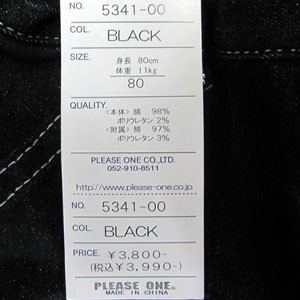 NO. 5341-00
COL. BLACK
SIZE.
身長 80cm
体重 11kg
80
QUALITY.
〈本体〉綿 98%
ポリウレタン 2%
〈附属〉綿 97%
ポリウレタン 3%
PLEASE ONE CO.,LTD.
052-910-8511
http://www.please-one.co.jp
NO. 5341-00
COL. BLACK
PRICE. ¥3,800-
(税込¥3,990-)
PLEASE ONE.
MADE IN CHINA